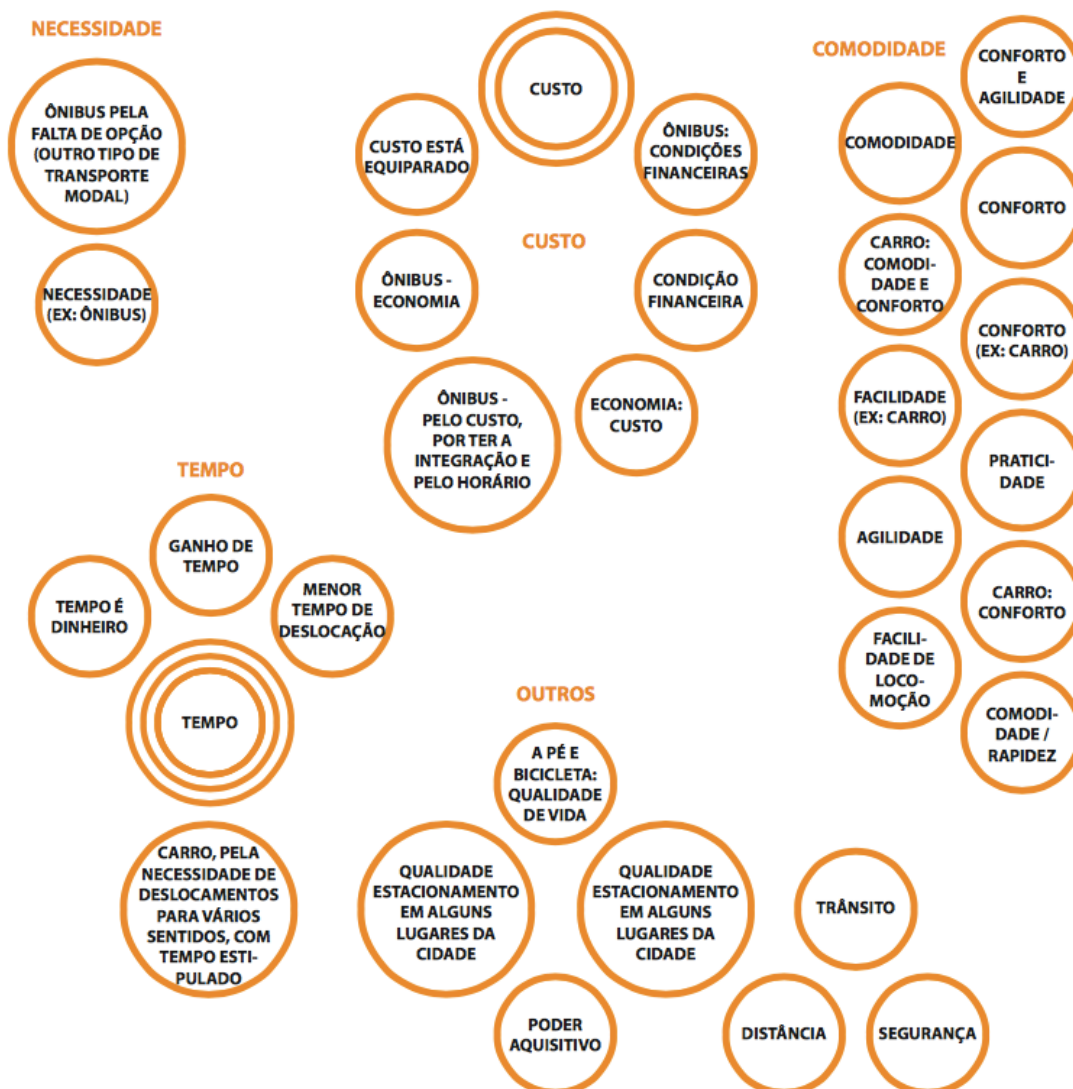 NECESSIDADE
ÔNIBUS PELA
FALTA DE OPÇÃO
(OUTRO TIPO DE
TRANSPORTE
MODAL)
NECESSIDADE
(EX: ÔNIBUS)
CUSTO
CUSTO ESTÁ
EQUIPARADO
ÔNIBUS:
CONDIÇÕES
FINANCEIRAS
CUSTO
ÔNIBUS -
ECONOMIA
CONDIÇÃO
FINANCEIRA
ÔNIBUS -
PELO CUSTO,
POR TER A
INTEGRAÇÃO E
PELO HORÁRIO
ECONOMIA:
CUSTO
COMODIDADE
CONFORTO
E
AGILIDADE
COMODIDADE
CONFORTO
CARRO:
COMODI-
DADE E
CONFORTO
CONFORTO
(EX: CARRO)
FACILIDADE
(EX: CARRO)
PRATICI-
DADE
AGILIDADE
CARRO:
CONFORTO
FACILI-
DADE DE
LOCO-
MOÇÃO
COMODI-
DADE /
RAPIDEZ
TEMPO
GANHO DE
TEMPO
TEMPO É
DINHEIRO
MENOR
TEMPO DE
DESLOCAÇÃO
TEMPO
CARRO, PELA
NECESSIDADE DE
DESLOCAMENTOS
PARA VÁRIOS
SENTIDOS, COM
TEMPO ESTI-
PULADO
OUTROS
A PÉ E
BICICLETA:
QUALIDADE
DE VIDA
QUALIDADE
ESTACIONAMENTO
EM ALGUNS
LUGARES DA
CIDADE
QUALIDADE
ESTACIONAMENTO
EM ALGUNS
LUGARES DA
CIDADE
TRÂNSITO
PODER
AQUISITIVO
DISTÂNCIA
SEGURANÇA